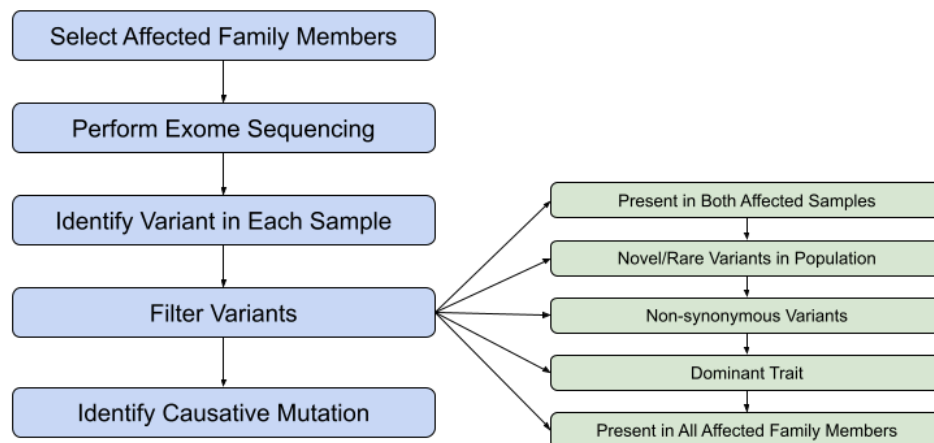 Select Affected Family Members
Perform Exome Sequencing
Identify Variant in Each Sample
Filter Variants
Identify Causative Mutation
Present in Both Affected Samples
Novel/Rare Variants in Population
Non-synonymous Variants
Dominant Trait
Present in All Affected Family Members